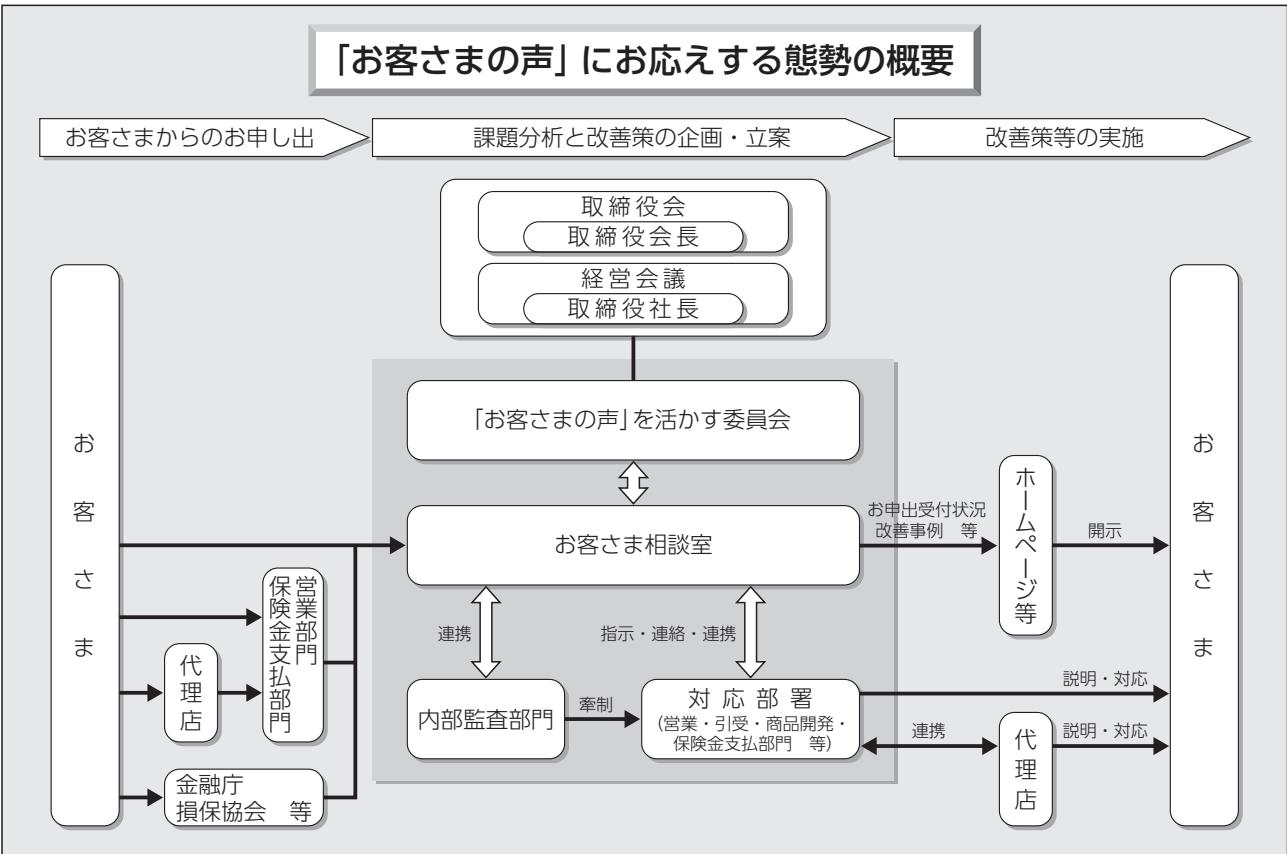 「お客さまの声」にお応えする態勢の概要
お客さまからのお申し出
課題分析と改善策の企画・立案
改善策等の実施
取締役会
取締役会長
経営会議
取締役社長
「お客さまの声」を活かす委員会
お客さま相談室
お客さま
営業部門
保険金支払部門
代理店
金融庁
損保協会　等
連携
指示・連絡・連携
内部監査部門
牽制
対応部署
(営業・引受・商品開発・
保険金支払部門　等)
お申出受付状況
改善事例　等
ホームページ等
開示
説明・対応
連携
代理店
説明・対応
お客さま